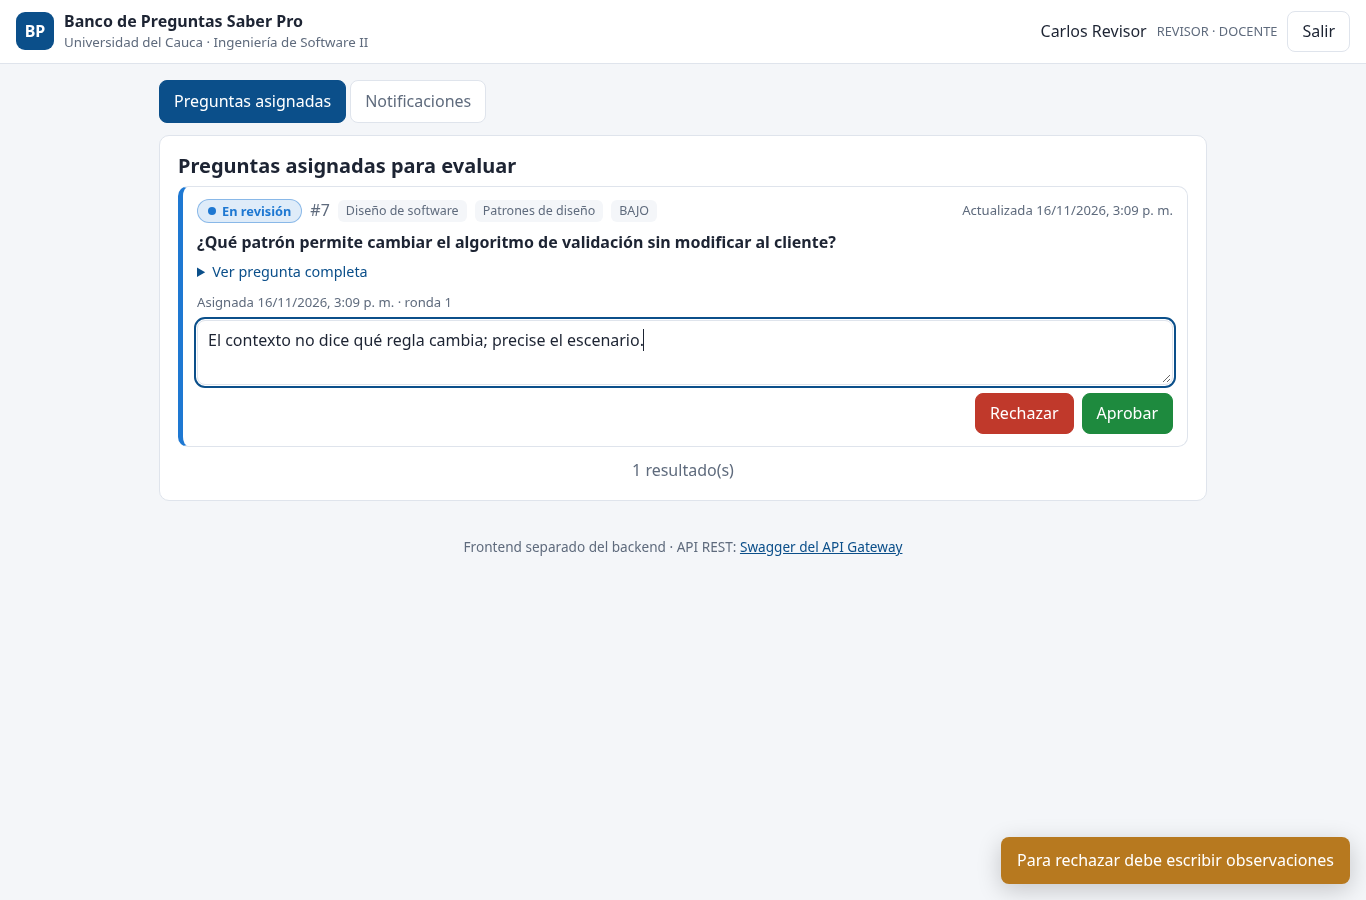 BP
Banco de Preguntas Saber Pro
Universidad del Cauca · Ingeniería de Software II
Carlos Revisor
REVISOR · DOCENTE
Salir
Preguntas asignadas
Notificaciones
Preguntas asignadas para evaluar
En revisión
#7
Diseño de software
Patrones de diseño
BAJO
Actualizada 16/11/2026, 3:09 p. m.
¿Qué patrón permite cambiar el algoritmo de validación sin modificar al cliente?
Ver pregunta completa
Asignada 16/11/2026, 3:09 p. m. · ronda 1
El contexto no dice qué regla cambia; precise el escenario.
Rechazar
Aprobar
1 resultado(s)
Frontend separado del backend · API REST: Swagger del API Gateway
Para rechazar debe escribir observaciones